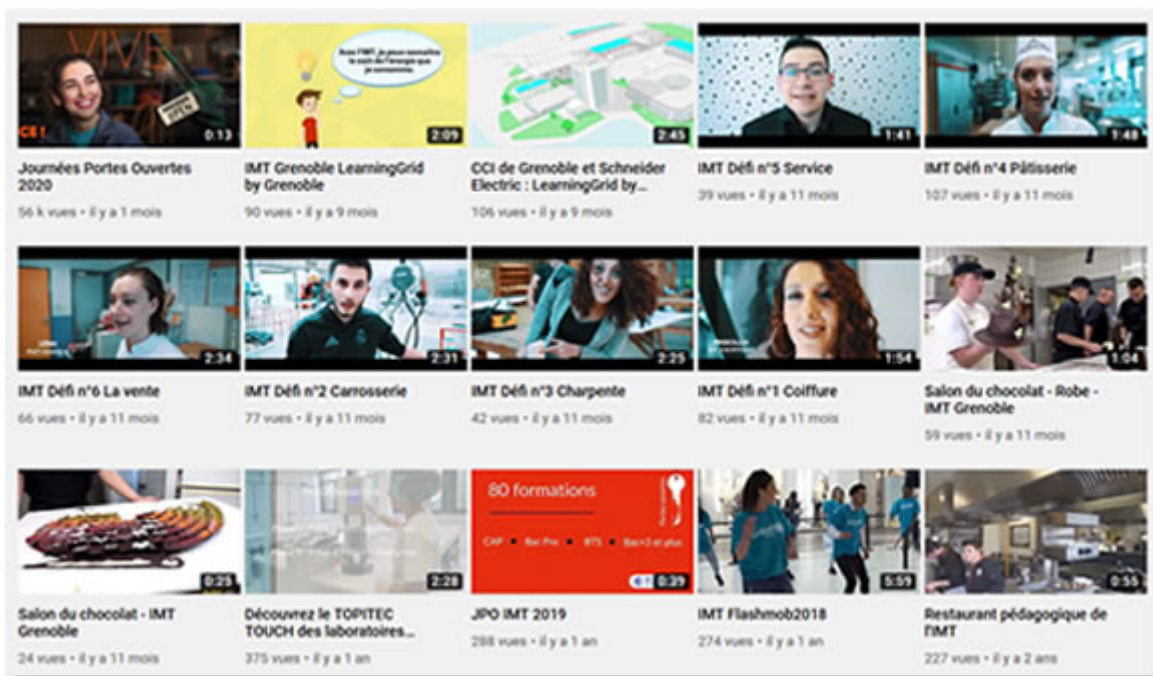 VIVE
CE !
OPEN
0:13
Avec l'IMT, je peux connaître
le coût de l'énergie que
je consomme.
2:09
2:45
1:41
1:48
Journées Portes Ouvertes
2020
56 k vues • il y a 1 mois
IMT Grenoble LearningGrid
by Grenoble
90 vues • il y a 9 mois
CCI de Grenoble et Schneider
Electric : LearningGrid by...
106 vues • il y a 9 mois
IMT Défi n°5 Service
39 vues • il y a 11 mois
IMT Défi n°4 Pâtisserie
107 vues • il y a 11 mois
2:34
2:31
2:25
1:54
1:04
IMT Défi n°6 La vente
66 vues • il y a 11 mois
IMT Défi n°2 Carrosserie
77 vues • il y a 11 mois
IMT Défi n°3 Charpente
42 vues • il y a 11 mois
IMT Défi n°1 Coiffure
82 vues • il y a 11 mois
Salon du chocolat - Robe -
IMT Grenoble
59 vues • il y a 11 mois
0:25
2:28
80 formations
CAP • Bac Pro • BTS • Bac+3 et plus
0:39
5:59
0:55
Salon du chocolat - IMT
Grenoble
24 vues • il y a 11 mois
Découvrez le TOPITEC
TOUCH des laboratoires...
375 vues • il y a 1 an
JPO IMT 2019
288 vues • il y a 1 an
IMT Flashmob2018
274 vues • il y a 1 an
Restaurant pédagogique de
l'IMT
227 vues • il y a 2 ans